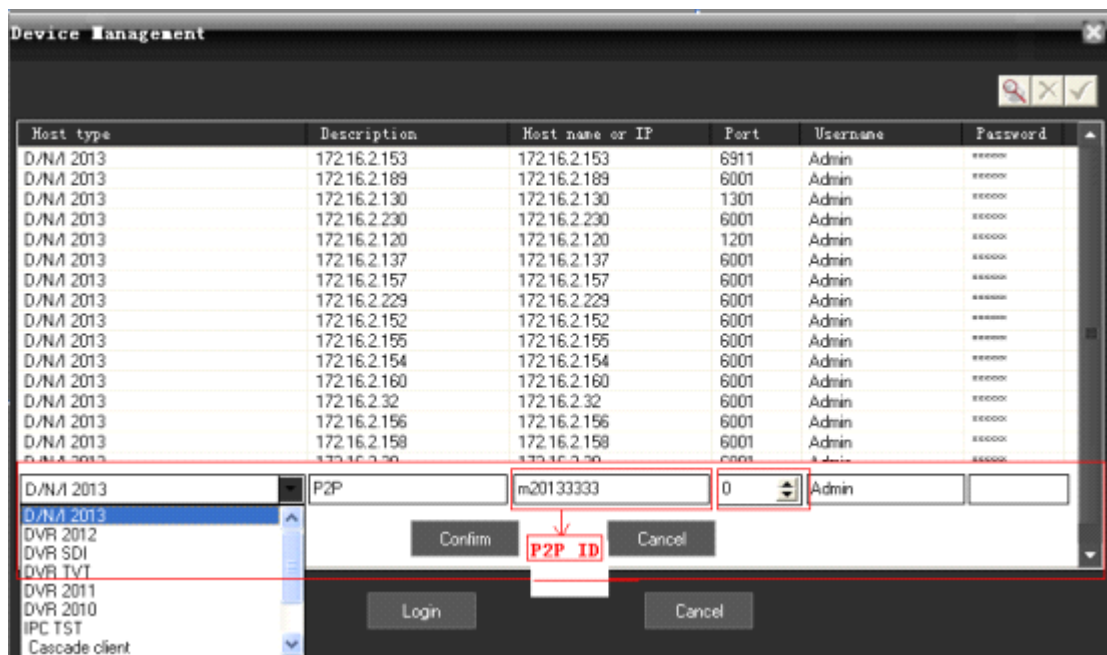 Device Management
Host type Description Host name or IP Port Username Password
D/N/I 2013 172.16.2.153 172.16.2.153 6911 Admin ******
D/N/I 2013 172.16.2.189 172.16.2.189 6001 Admin ******
D/N/I 2013 172.16.2.130 172.16.2.130 1301 Admin ******
D/N/I 2013 172.16.2.230 172.16.2.230 6001 Admin ******
D/N/I 2013 172.16.2.120 172.16.2.120 1201 Admin ******
D/N/I 2013 172.16.2.137 172.16.2.137 6001 Admin ******
D/N/I 2013 172.16.2.157 172.16.2.157 6001 Admin ******
D/N/I 2013 172.16.2.229 172.16.2.229 6001 Admin ******
D/N/I 2013 172.16.2.152 172.16.2.152 6001 Admin ******
D/N/I 2013 172.16.2.155 172.16.2.155 6001 Admin ******
D/N/I 2013 172.16.2.154 172.16.2.154 6001 Admin ******
D/N/I 2013 172.16.2.160 172.16.2.160 6001 Admin ******
D/N/I 2013 172.16.2.32 172.16.2.32 6001 Admin ******
D/N/I 2013 172.16.2.156 172.16.2.156 6001 Admin ******
D/N/I 2013 172.16.2.158 172.16.2.158 6001 Admin ******
D/N/I 2013 Admin ******
D/N/I 2013 P2P m20133333 0 Admin
D/N/I 2013
DVR 2012
DVR SDI
DVR TVT
DVR 2011
DVR 2010
IPC TST
Cascade client
Confirm P2P ID Cancel
Login Cancel